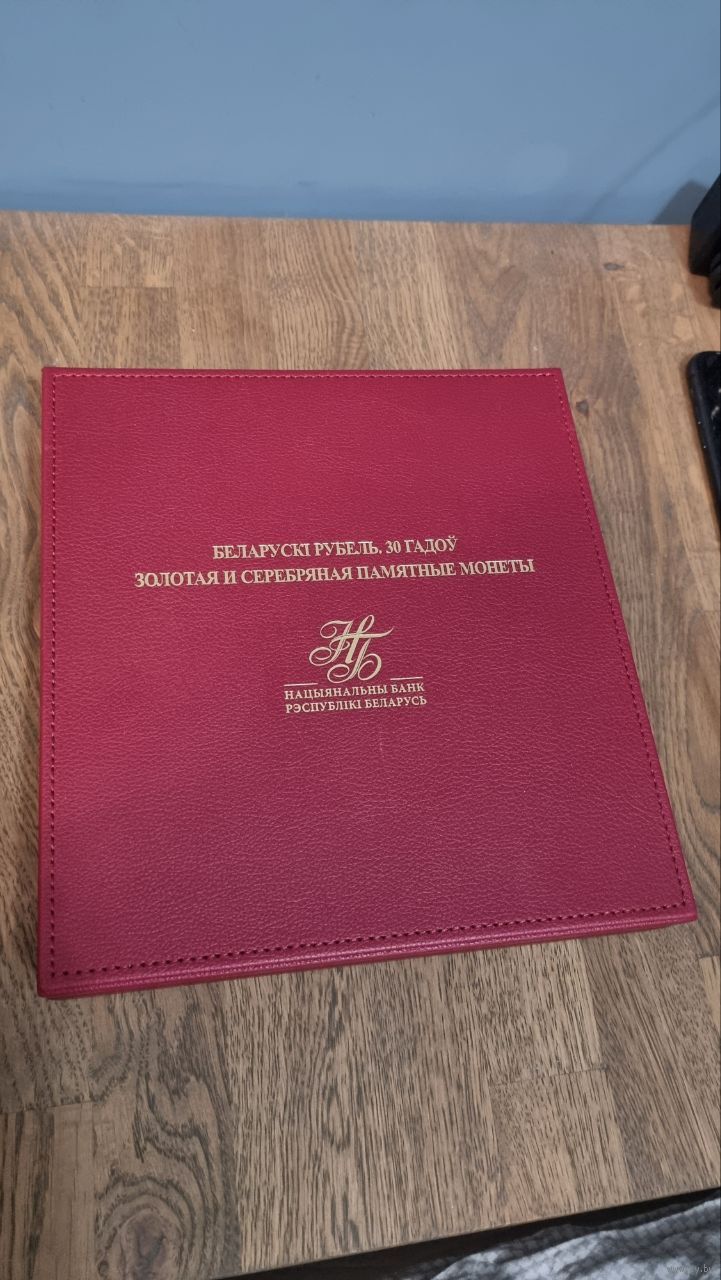 БЕЛАРУСКІ РУБЕЛЬ. 30 ГАДОЎ
ЗОЛОТАЯ И СЕРЕБРЯНАЯ ПАМЯТНЫЕ МОНЕТЫ
НБ
НАЦЫЯНАЛЬНЫ БАНК
РЭСПУБЛІКІ БЕЛАРУСЬ